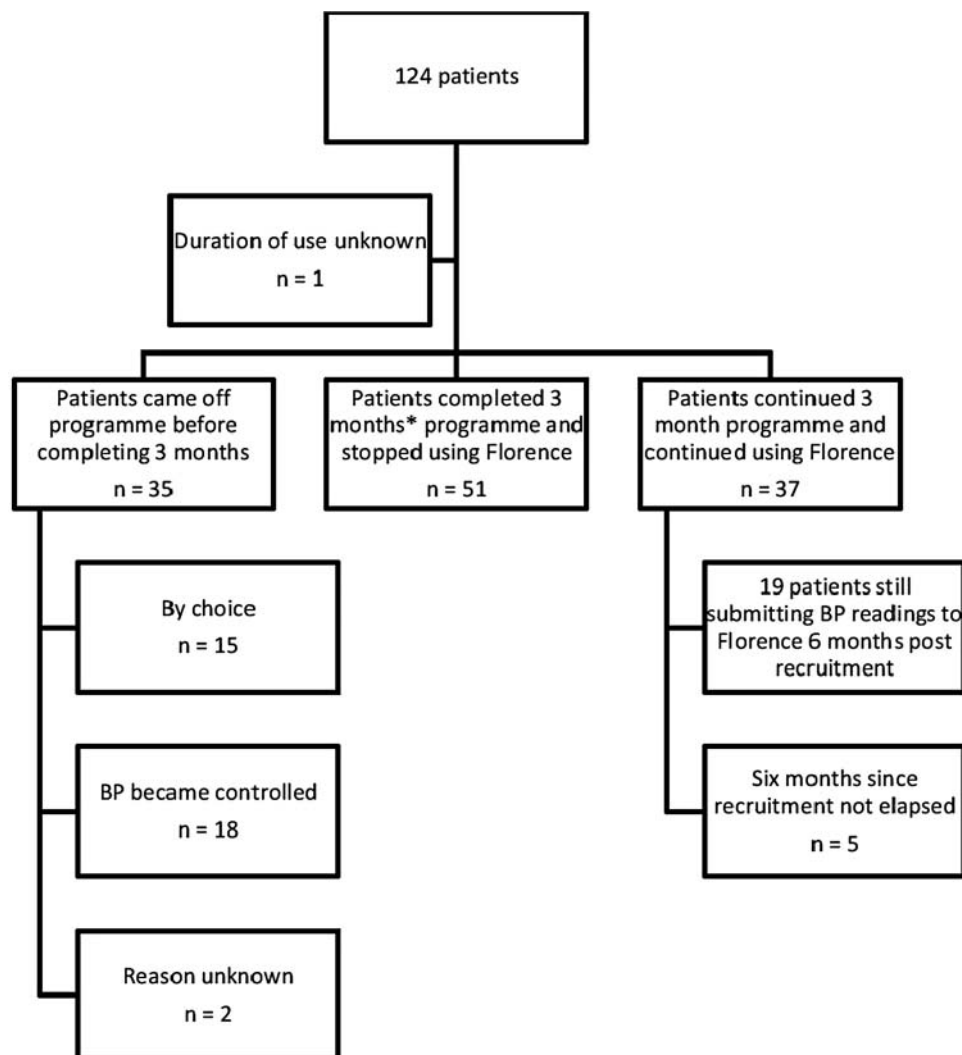 124 patients
Duration of use unknown
n = 1
Patients came off
programme before
completing 3 months
n = 35
Patients completed 3
months* programme and
stopped using Florence
n = 51
Patients continued 3
month programme and
continued using Florence
n = 37
By choice
n = 15
BP became controlled
n = 18
Reason unknown
n = 2
19 patients still
submitting BP readings to
Florence 6 months post
recruitment
Six months since
recruitment not elapsed
n = 5